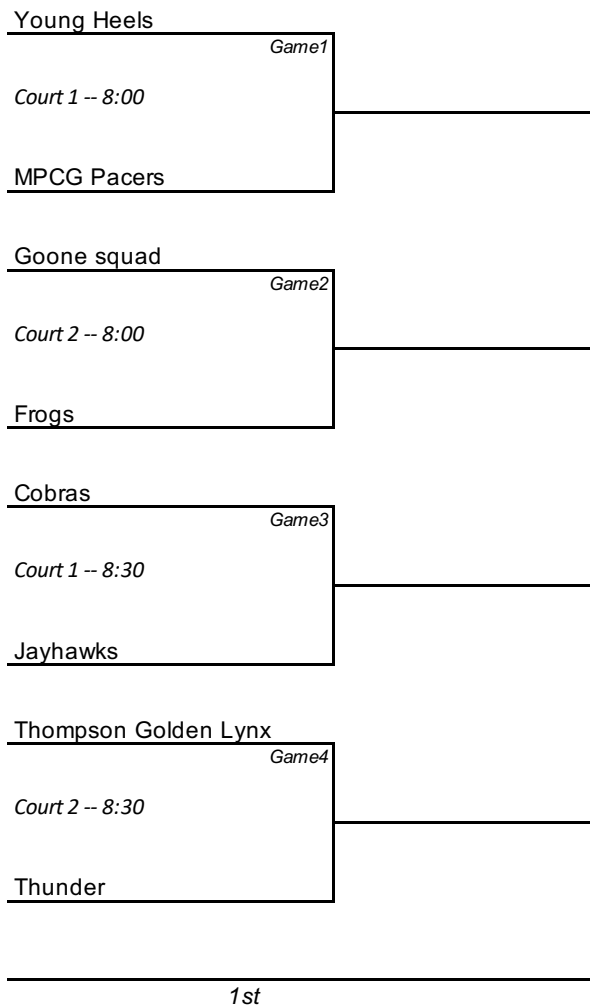 Young Heels
Game1
Court 1 -- 8:00
MPCG Pacers
Goone squad
Game2
Court 2 -- 8:00
Frogs
Cobras
Game3
Court 1 -- 8:30
Jayhawks
Thompson Golden Lynx
Game4
Court 2 -- 8:30
Thunder
1st